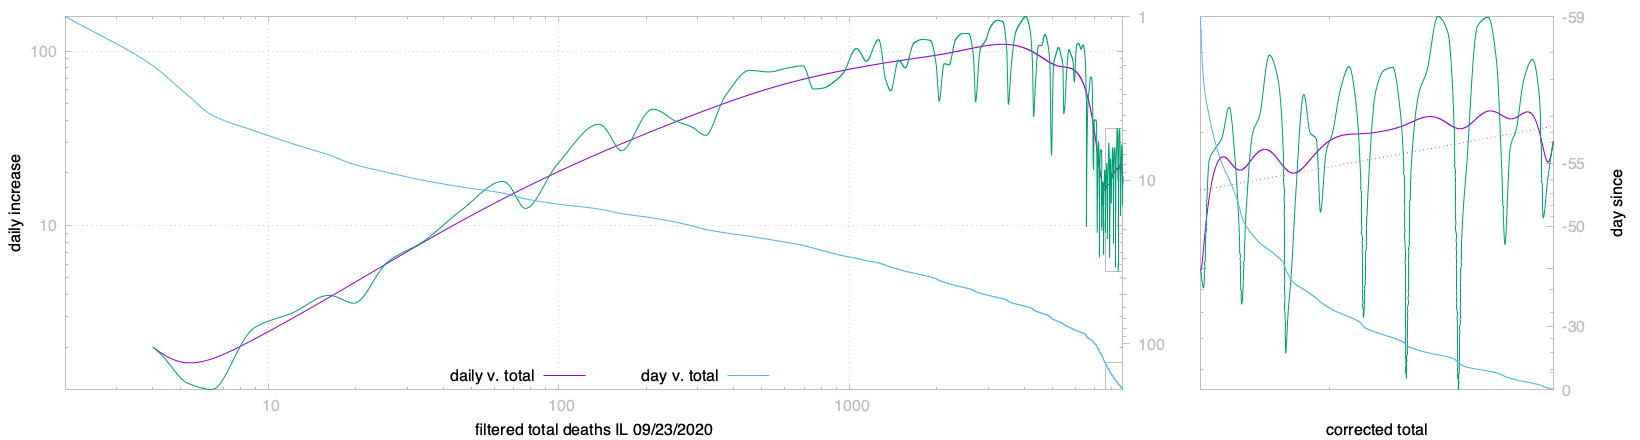 100
10
daily increase
10
100
1000
filtered total deaths IL 09/23/2020
daily v. total
day v. total
1
10
100
-59
-55
-50
-30
0
day since
corrected total